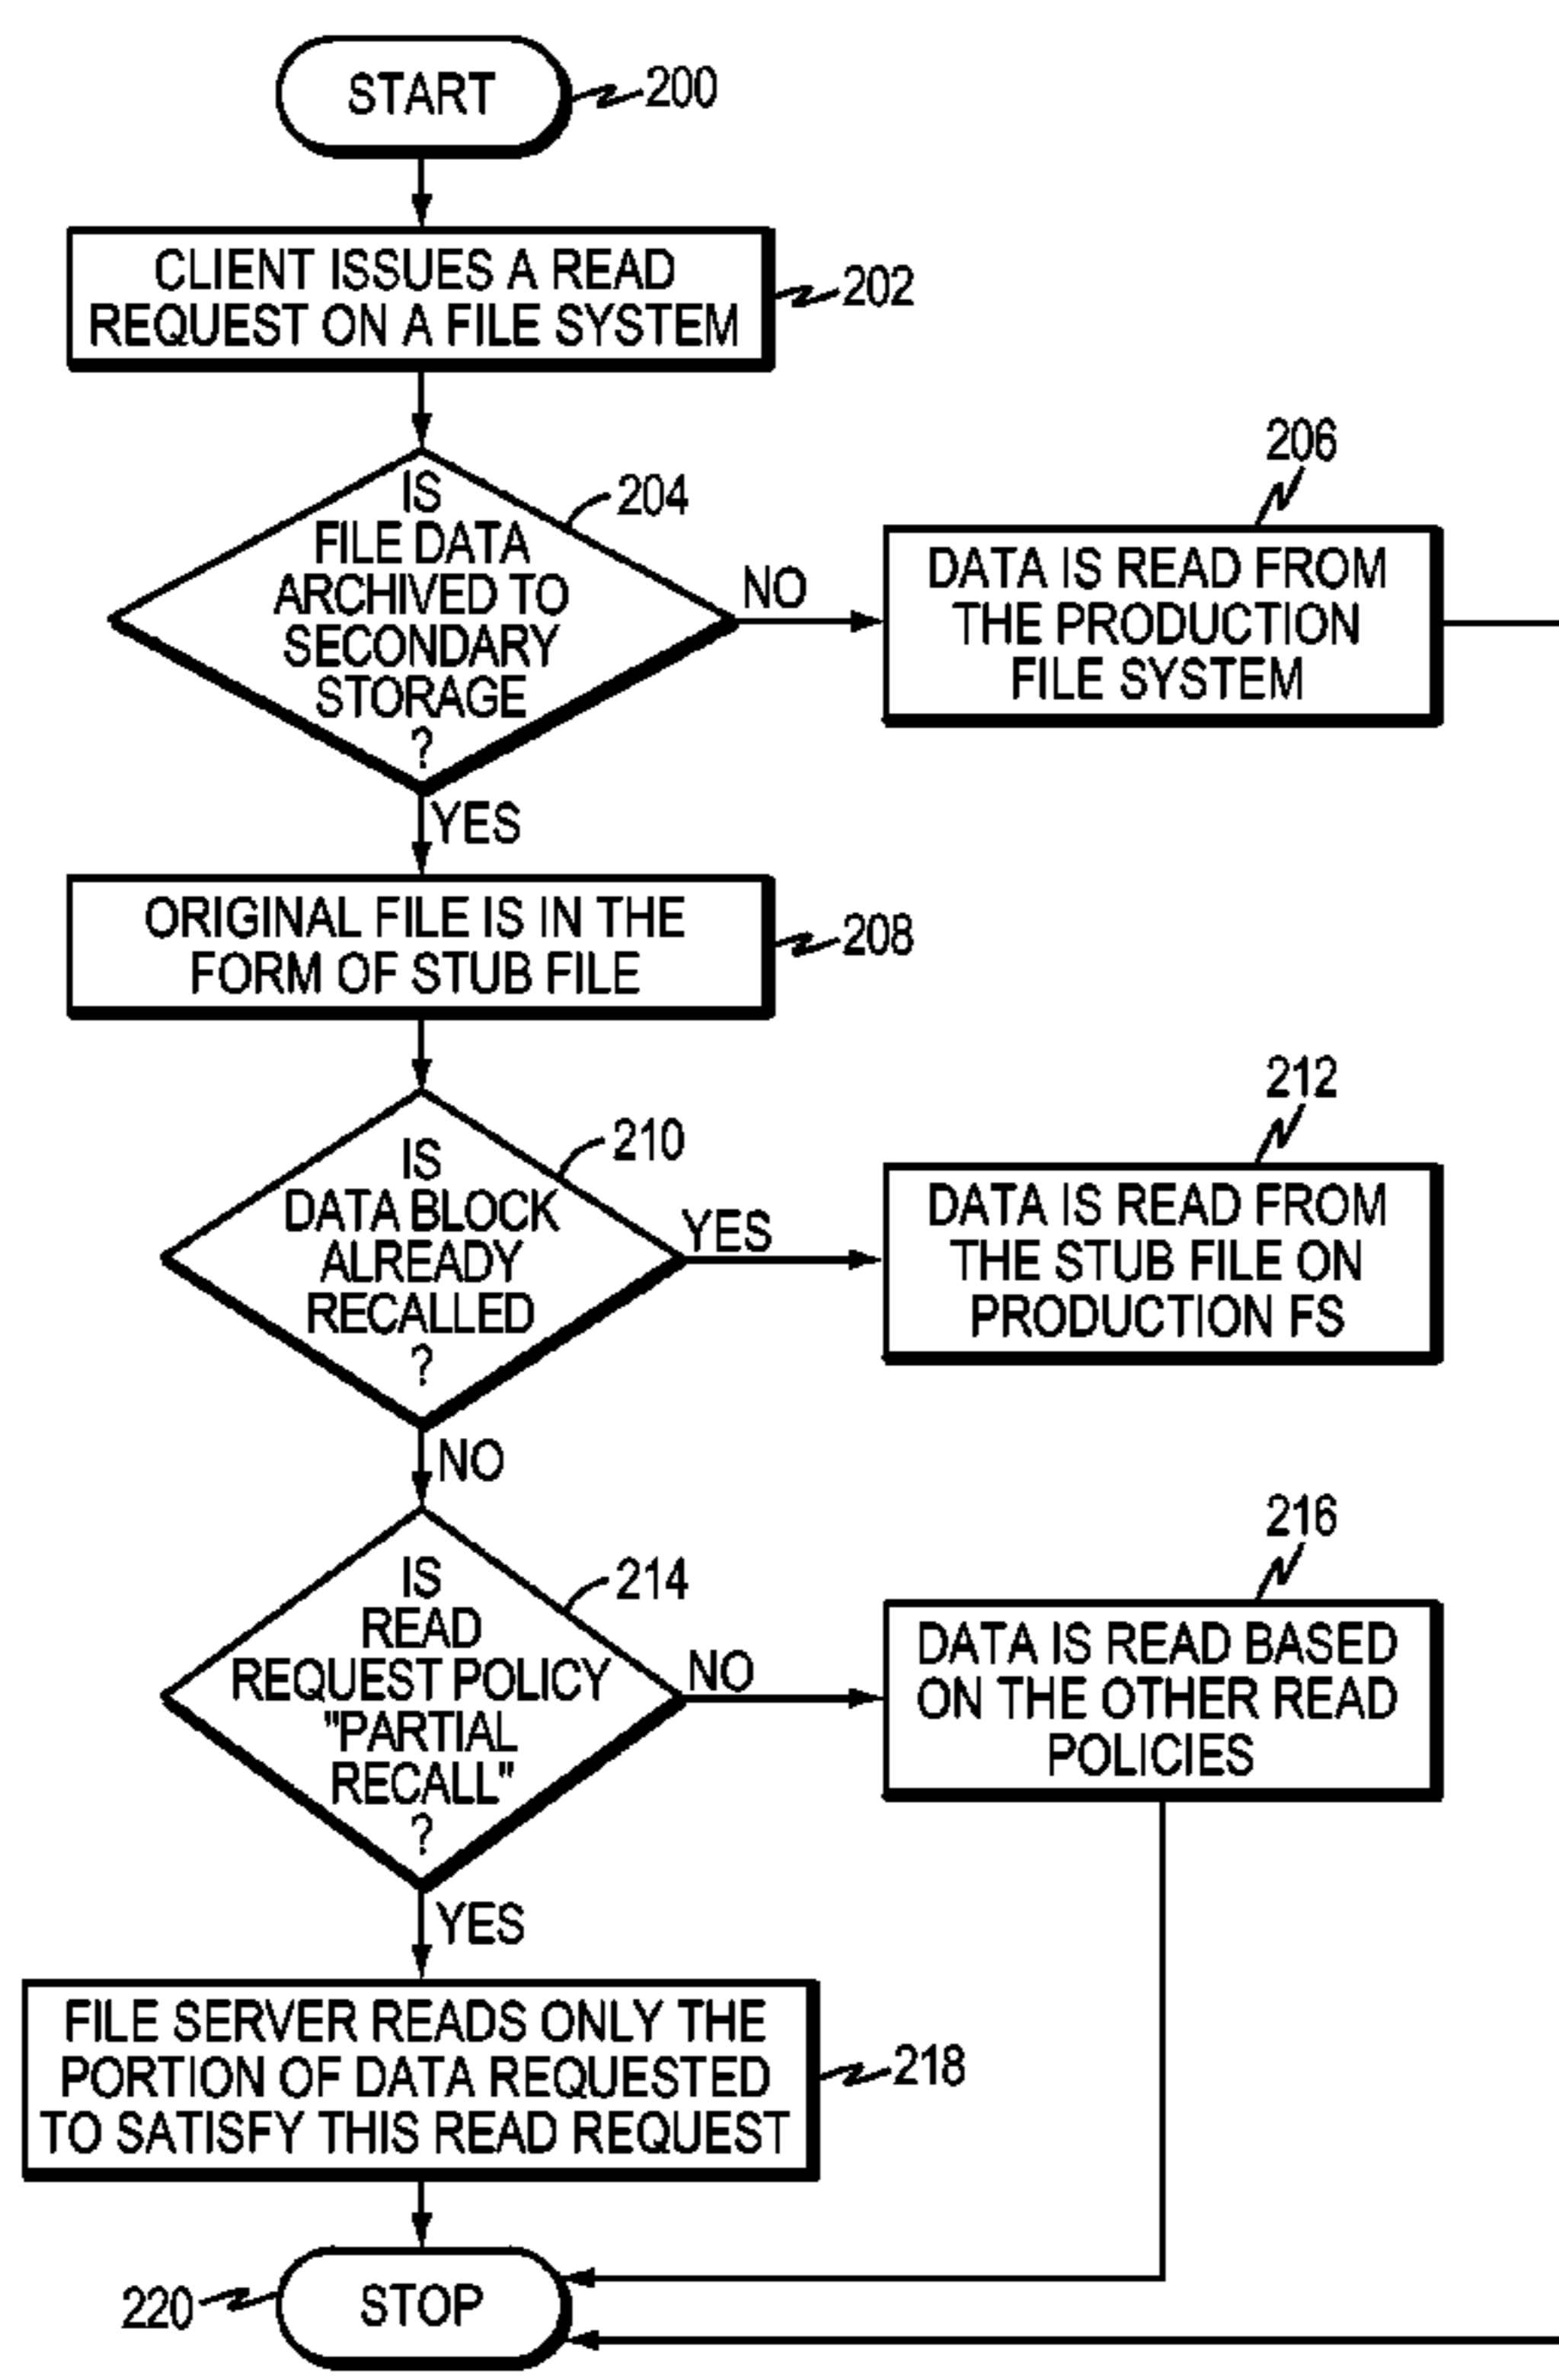 START
200
CLIENT ISSUES A READ
REQUEST ON A FILE SYSTEM
202
IS
FILE DATA
ARCHIVED TO
SECONDARY
STORAGE
?
204
NO
206
DATA IS READ FROM
THE PRODUCTION
FILE SYSTEM
YES
ORIGINAL FILE IS IN THE
FORM OF STUB FILE
208
IS
DATA BLOCK
ALREADY
RECALLED
?
210
YES
212
DATA IS READ FROM
THE STUB FILE ON
PRODUCTION FS
NO
IS
READ
REQUEST POLICY
"PARTIAL
RECALL"
?
214
NO
216
DATA IS READ BASED
ON THE OTHER READ
POLICIES
YES
FILE SERVER READS ONLY THE
PORTION OF DATA REQUESTED
TO SATISFY THIS READ REQUEST
218
220
STOP